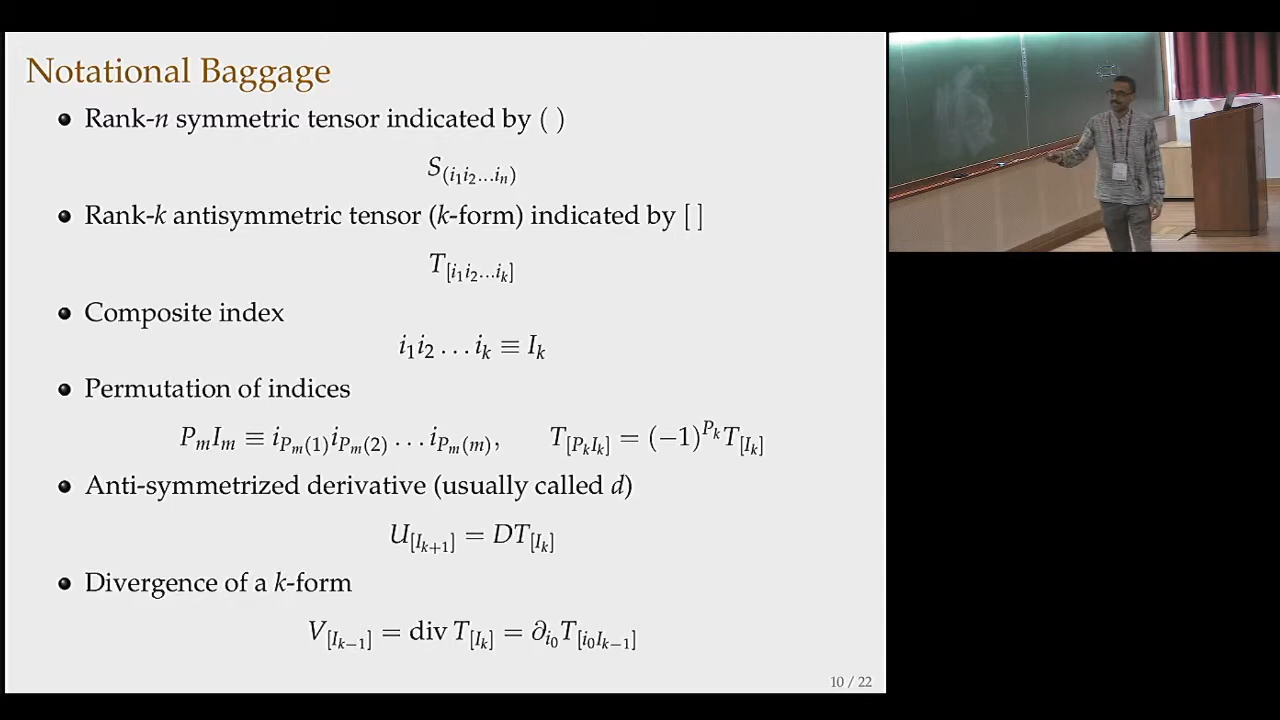 Notational Baggage
• Rank-n symmetric tensor indicated by ( )
S_{(i_1 i_2 … i_n)}
• Rank-k antisymmetric tensor (k-form) indicated by [ ]
T_{[i_1 i_2 … i_k]}
• Composite index
i_1 i_2 … i_k ≡ I_k
• Permutation of indices
P_m I_m ≡ i_{P_m(1)} i_{P_m(2)} … i_{P_m(m)},   T_{[P_k I_k]} = (−1)^{P_k} T_{[I_k]}
• Anti-symmetrized derivative (usually called d)
U_{[I_{k+1}]} = DT_{[I_k]}
• Divergence of a k-form
V_{[I_{k−1}]} = div T_{[I_k]} = ∂_{i_0} T_{[i_0 I_{k−1}]}
10 / 22